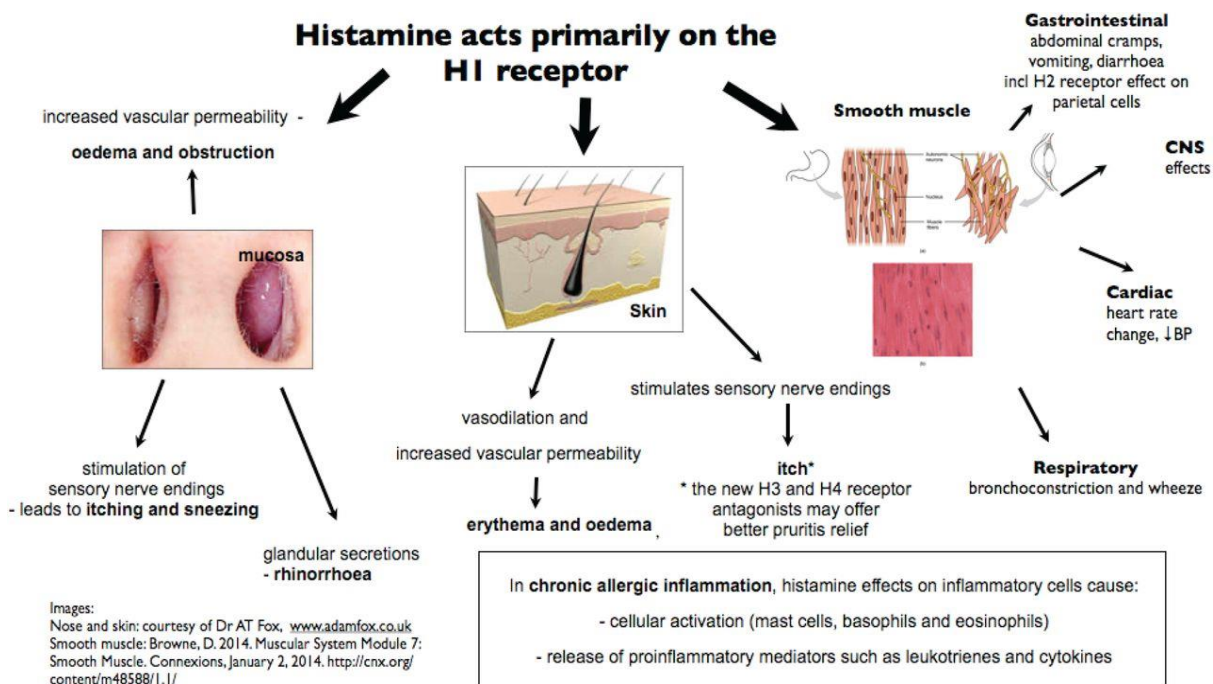 Histamine acts primarily on the
H1 receptor
increased vascular permeability -
oedema and obstruction
mucosa
stimulation of
sensory nerve endings
- leads to itching and sneezing
glandular secretions
- rhinorrhoea
Skin
vasodilation and
increased vascular permeability
erythema and oedema ,
stimulates sensory nerve endings
itch*
* the new H3 and H4 receptor
antagonists may offer
better pruritis relief
Smooth muscle
Autonomic
neurons
Nucleus
Muscle
fibers
(a)
(b)
Gastrointestinal
abdominal cramps,
vomiting, diarrhoea
incl H2 receptor effect on
parietal cells
CNS
effects
Cardiac
heart rate
change, ↓BP
Respiratory
bronchoconstriction and wheeze
In chronic allergic inflammation, histamine effects on inflammatory cells cause:
- cellular activation (mast cells, basophils and eosinophils)
- release of proinflammatory mediators such as leukotrienes and cytokines
Images:
Nose and skin: courtesy of Dr AT Fox, www.adamfox.co.uk
Smooth muscle: Browne, D. 2014. Muscular System Module 7:
Smooth Muscle. Connexions, January 2, 2014. http://cnx.org/
content/m48588/1.1/